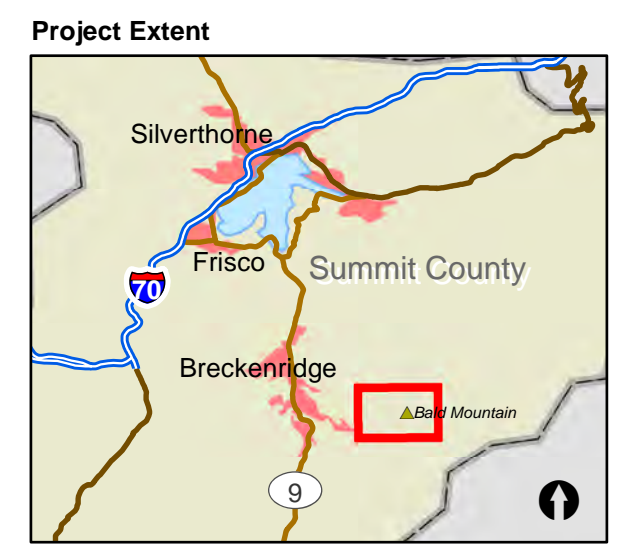 Project Extent
Silverthorne
Frisco
Summit County
70
Breckenridge
Bald Mountain
9